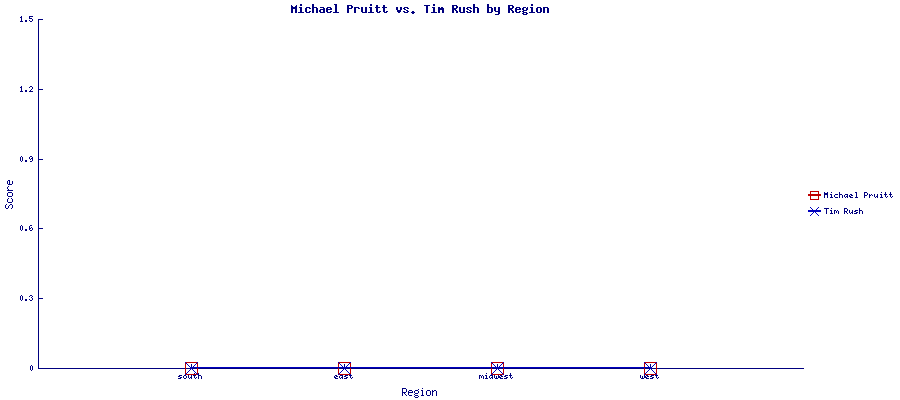 Michael Pruitt vs. Tim Rush by Region
1.5
1.2
0.9
0.6
0.3
0
Score
south east midwest west
Region
Michael Pruitt
Tim Rush